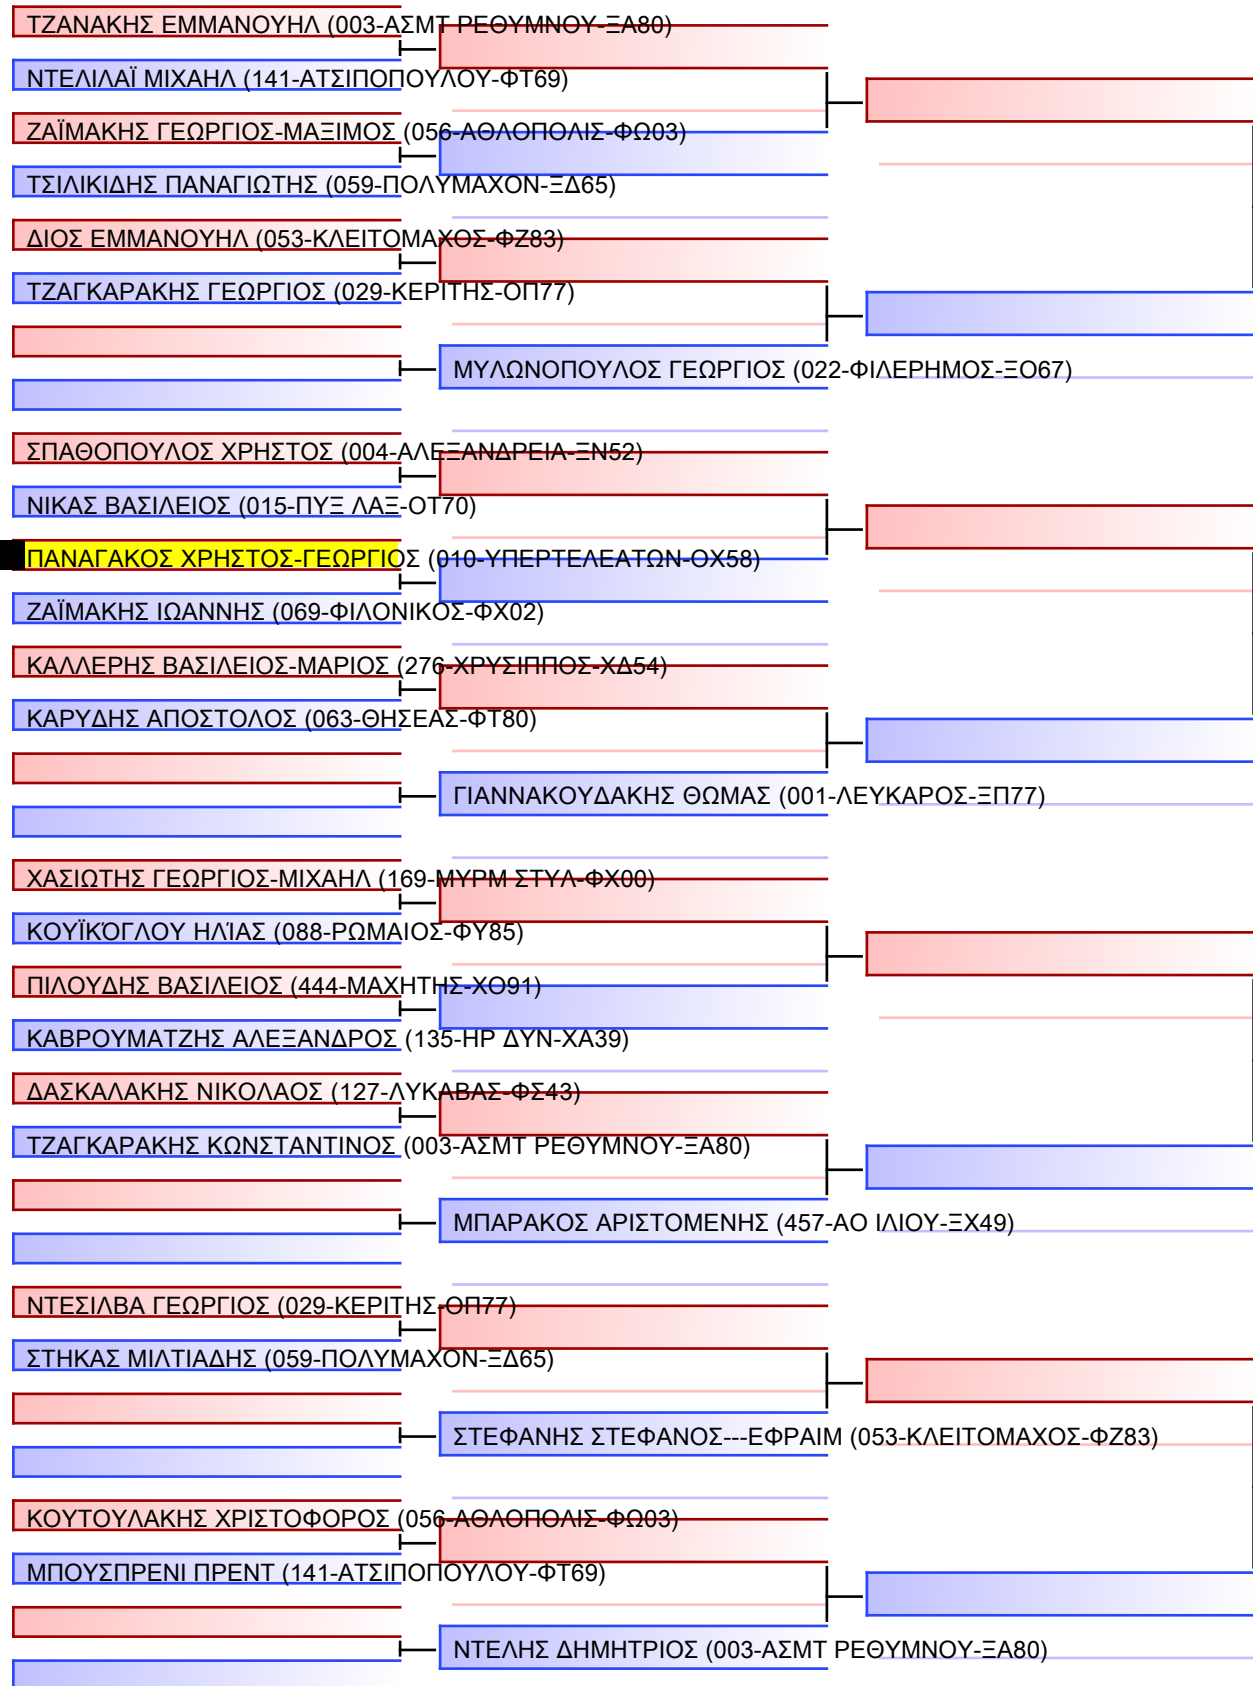 ΤΖΑΝΑΚΗΣ ΕΜΜΑΝΟΥΗΛ (003-ΑΣΜΤ ΡΕΘΥΜΝΟΥ-ΞΑ80)
ΝΤΕΛΙΛΑΪ ΜΙΧΑΗΛ (141-ΑΤΣΙΠΟΠΟΥΛΟΥ-ΦΤ69)
ΖΑΪΜΑΚΗΣ ΓΕΩΡΓΙΟΣ-ΜΑΞΙΜΟΣ (056-ΑΘΛΟΠΟΛΙΣ-ΦΩ03)
ΤΣΙΛΙΚΙΔΗΣ ΠΑΝΑΓΙΩΤΗΣ (059-ΠΟΛΥΜΑΧΟΝ-ΞΔ65)
ΔΙΟΣ ΕΜΜΑΝΟΥΗΛ (053-ΚΛΕΙΤΟΜΑΧΟΣ-ΦΖ83)
ΤΖΑΓΚΑΡΑΚΗΣ ΓΕΩΡΓΙΟΣ (029-ΚΕΡΙΤΗΣ-ΟΠ77)
ΜΥΛΩΝΟΠΟΥΛΟΣ ΓΕΩΡΓΙΟΣ (022-ΦΙΛΕΡΗΜΟΣ-ΞΟ67)
ΣΠΑΘΟΠΟΥΛΟΣ ΧΡΗΣΤΟΣ (004-ΑΛΕΞΑΝΔΡΕΙΑ-ΞΝ52)
ΝΙΚΑΣ ΒΑΣΙΛΕΙΟΣ (015-ΠΥΞ ΛΑΞ-ΟΤ70)
ΠΑΝΑΓΑΚΟΣ ΧΡΗΣΤΟΣ-ΓΕΩΡΓΙΟΣ (010-ΥΠΕΡΤΕΛΕΑΤΩΝ-ΟΧ58)
ΖΑΪΜΑΚΗΣ ΙΩΑΝΝΗΣ (069-ΦΙΛΟΝΙΚΟΣ-ΦΧ02)
ΚΑΛΛΕΡΗΣ ΒΑΣΙΛΕΙΟΣ-ΜΑΡΙΟΣ (276-ΧΡΥΣΙΠΠΟΣ-ΧΔ54)
ΚΑΡΥΔΗΣ ΑΠΟΣΤΟΛΟΣ (063-ΘΗΣΕΑΣ-ΦΤ80)
ΓΙΑΝΝΑΚΟΥΔΑΚΗΣ ΘΩΜΑΣ (001-ΛΕΥΚΑΡΟΣ-ΞΠ77)
ΧΑΣΙΩΤΗΣ ΓΕΩΡΓΙΟΣ-ΜΙΧΑΗΛ (169-ΜΥΡΜ ΣΤΥΛ-ΦΧ00)
ΚΟΥΪΚΌΓΛΟΥ ΗΛΊΑΣ (088-ΡΩΜΑΙΟΣ-ΦΥ85)
ΠΙΛΟΥΔΗΣ ΒΑΣΙΛΕΙΟΣ (444-ΜΑΧΗΤΗΣ-ΧΟ91)
ΚΑΒΡΟΥΜΑΤΖΗΣ ΑΛΕΞΑΝΔΡΟΣ (135-ΗΡ ΔΥΝ-ΧΑ39)
ΔΑΣΚΑΛΑΚΗΣ ΝΙΚΟΛΑΟΣ (127-ΛΥΚΑΒΑΣ-ΦΣ43)
ΤΖΑΓΚΑΡΑΚΗΣ ΚΩΝΣΤΑΝΤΙΝΟΣ (003-ΑΣΜΤ ΡΕΘΥΜΝΟΥ-ΞΑ80)
ΜΠΑΡΑΚΟΣ ΑΡΙΣΤΟΜΕΝΗΣ (457-ΑΟ ΙΛΙΟΥ-ΞΧ49)
ΝΤΕΣΙΛΒΑ ΓΕΩΡΓΙΟΣ (029-ΚΕΡΙΤΗΣ-ΟΠ77)
ΣΤΗΚΑΣ ΜΙΛΤΙΑΔΗΣ (059-ΠΟΛΥΜΑΧΟΝ-ΞΔ65)
ΣΤΕΦΑΝΗΣ ΣΤΕΦΑΝΟΣ---ΕΦΡΑΙΜ (053-ΚΛΕΙΤΟΜΑΧΟΣ-ΦΖ83)
ΚΟΥΤΟΥΛΑΚΗΣ ΧΡΙΣΤΟΦΟΡΟΣ (056-ΑΘΛΟΠΟΛΙΣ-ΦΩ03)
ΜΠΟΥΣΠΡΕΝΙ ΠΡΕΝΤ (141-ΑΤΣΙΠΟΠΟΥΛΟΥ-ΦΤ69)
ΝΤΕΛΗΣ ΔΗΜΗΤΡΙΟΣ (003-ΑΣΜΤ ΡΕΘΥΜΝΟΥ-ΞΑ80)